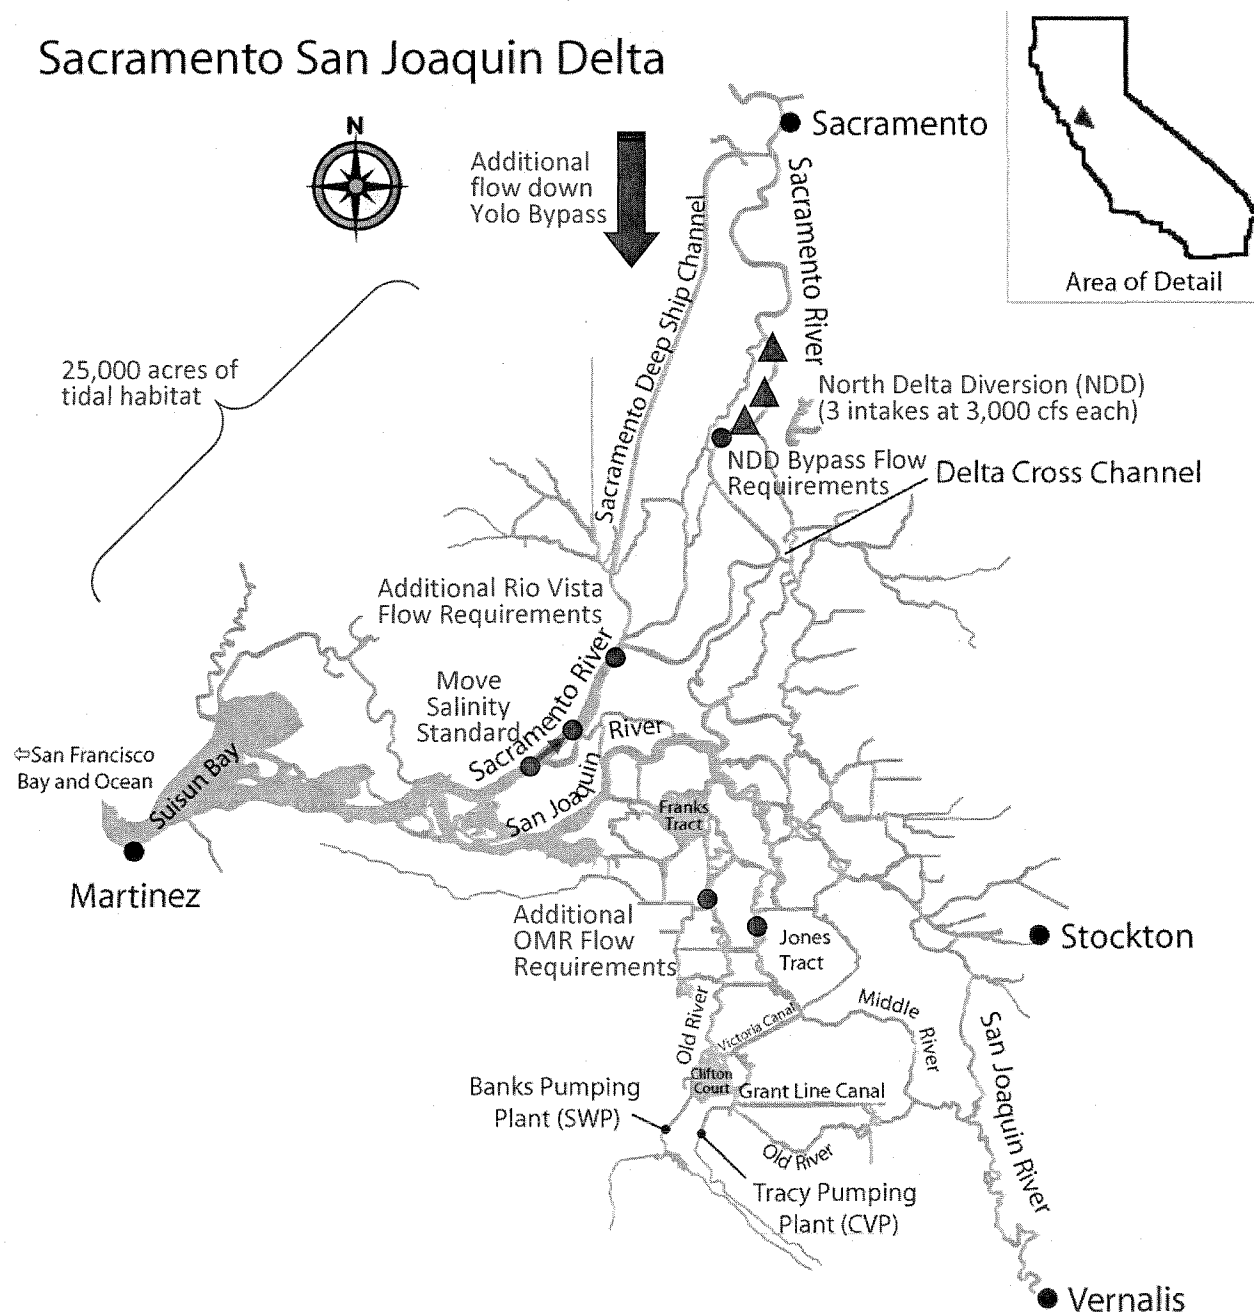 Sacramento San Joaquin Delta
N
Additional
flow down
Yolo Bypass
Sacramento
Sacramento River
Sacramento Deep Ship Channel
Area of Detail
25,000 acres of
tidal habitat
North Delta Diversion (NDD)
(3 intakes at 3,000 cfs each)
NDD Bypass Flow
Requirements
Delta Cross Channel
Additional Rio Vista
Flow Requirements
Move
Salinity
Standard
Sacramento River
San Joaquin
River
⇦San Francisco
Bay and Ocean
Suisun Bay
Franks
Tract
Martinez
Additional
OMR Flow
Requirements
Jones
Tract
Stockton
Old River
Victoria Canal
Middle
River
San Joaquin River
Clifton
Court
Grant Line Canal
Banks Pumping
Plant (SWP)
Old River
Tracy Pumping
Plant (CVP)
Vernalis